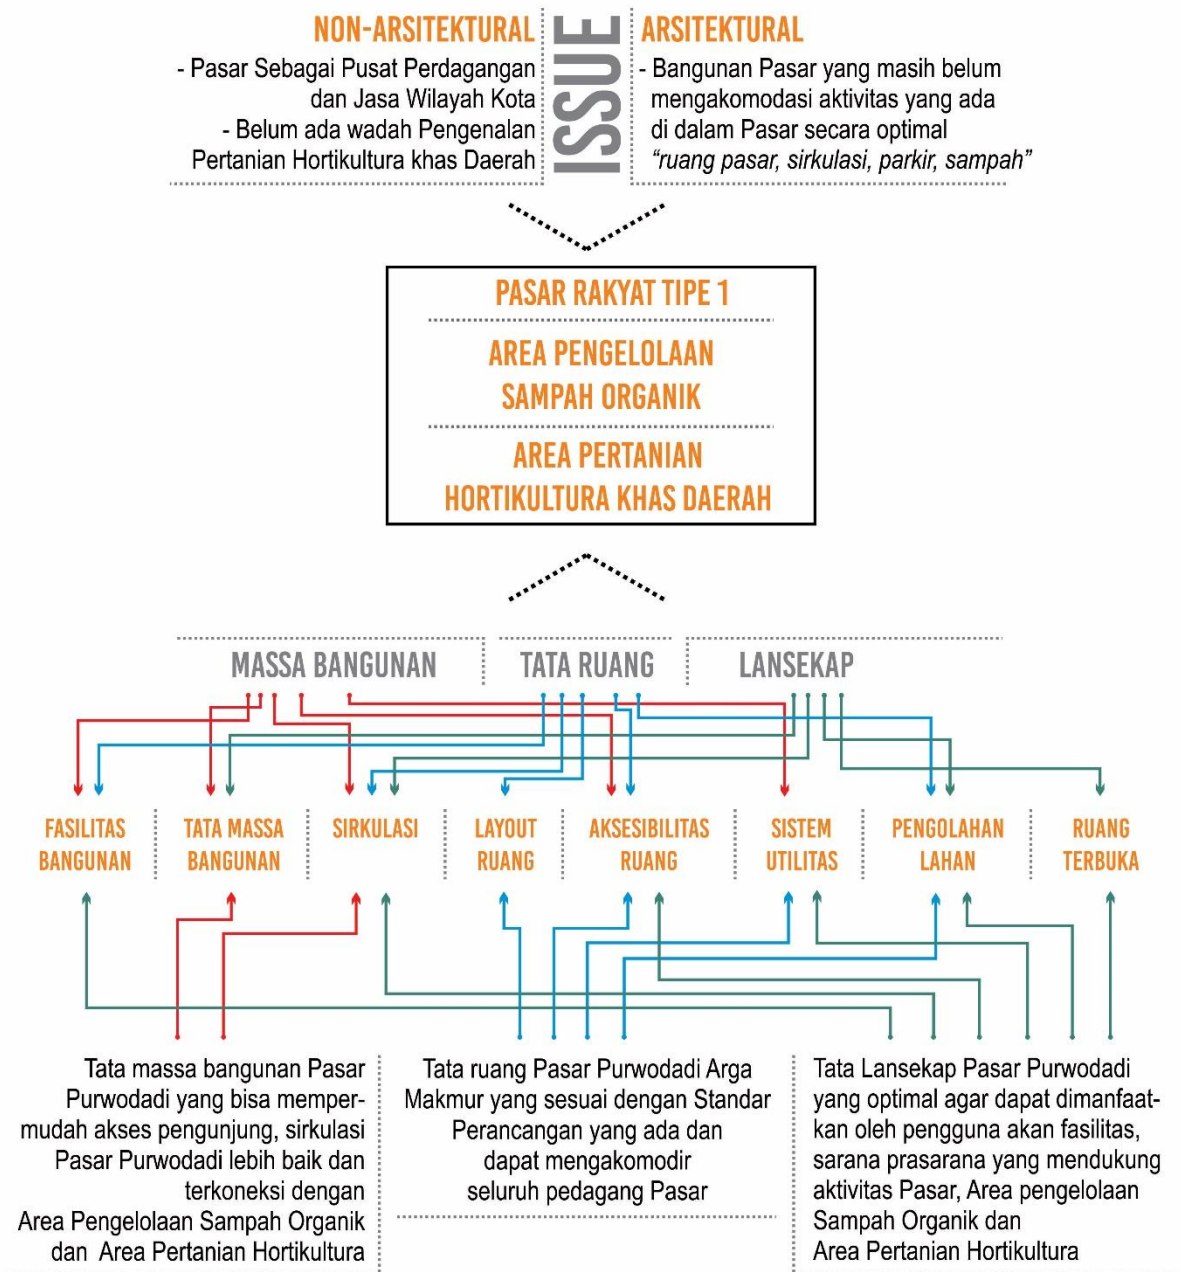 NON-ARSITEKTURAL
- Pasar Sebagai Pusat Perdagangan
dan Jasa Wilayah Kota
- Belum ada wadah Pengenalan
Pertanian Hortikultura khas Daerah
ISSUE
ARSITEKTURAL
- Bangunan Pasar yang masih belum
mengakomodasi aktivitas yang ada
di dalam Pasar secara optimal
“ruang pasar, sirkulasi, parkir, sampah”
PASAR RAKYAT TIPE 1
AREA PENGELOLAAN
SAMPAH ORGANIK
AREA PERTANIAN
HORTIKULTURA KHAS DAERAH
MASSA BANGUNAN
TATA RUANG
LANSEKAP
FASILITAS
BANGUNAN
TATA MASSA
BANGUNAN
SIRKULASI
LAYOUT
RUANG
AKSESIBILITAS
RUANG
SISTEM
UTILITAS
PENGOLAHAN
LAHAN
RUANG
TERBUKA
Tata massa bangunan Pasar
Purwodadi yang bisa memper-
mudah akses pengunjung, sirkulasi
Pasar Purwodadi lebih baik dan
terkoneksi dengan
Area Pengelolaan Sampah Organik
dan Area Pertanian Hortikultura
Tata ruang Pasar Purwodadi Arga
Makmur yang sesuai dengan Standar
Perancangan yang ada dan
dapat mengakomodir
seluruh pedagang Pasar
Tata Lansekap Pasar Purwodadi
yang optimal agar dapat dimanfaat-
kan oleh pengguna akan fasilitas,
sarana prasarana yang mendukung
aktivitas Pasar, Area pengelolaan
Sampah Organik dan
Area Pertanian Hortikultura